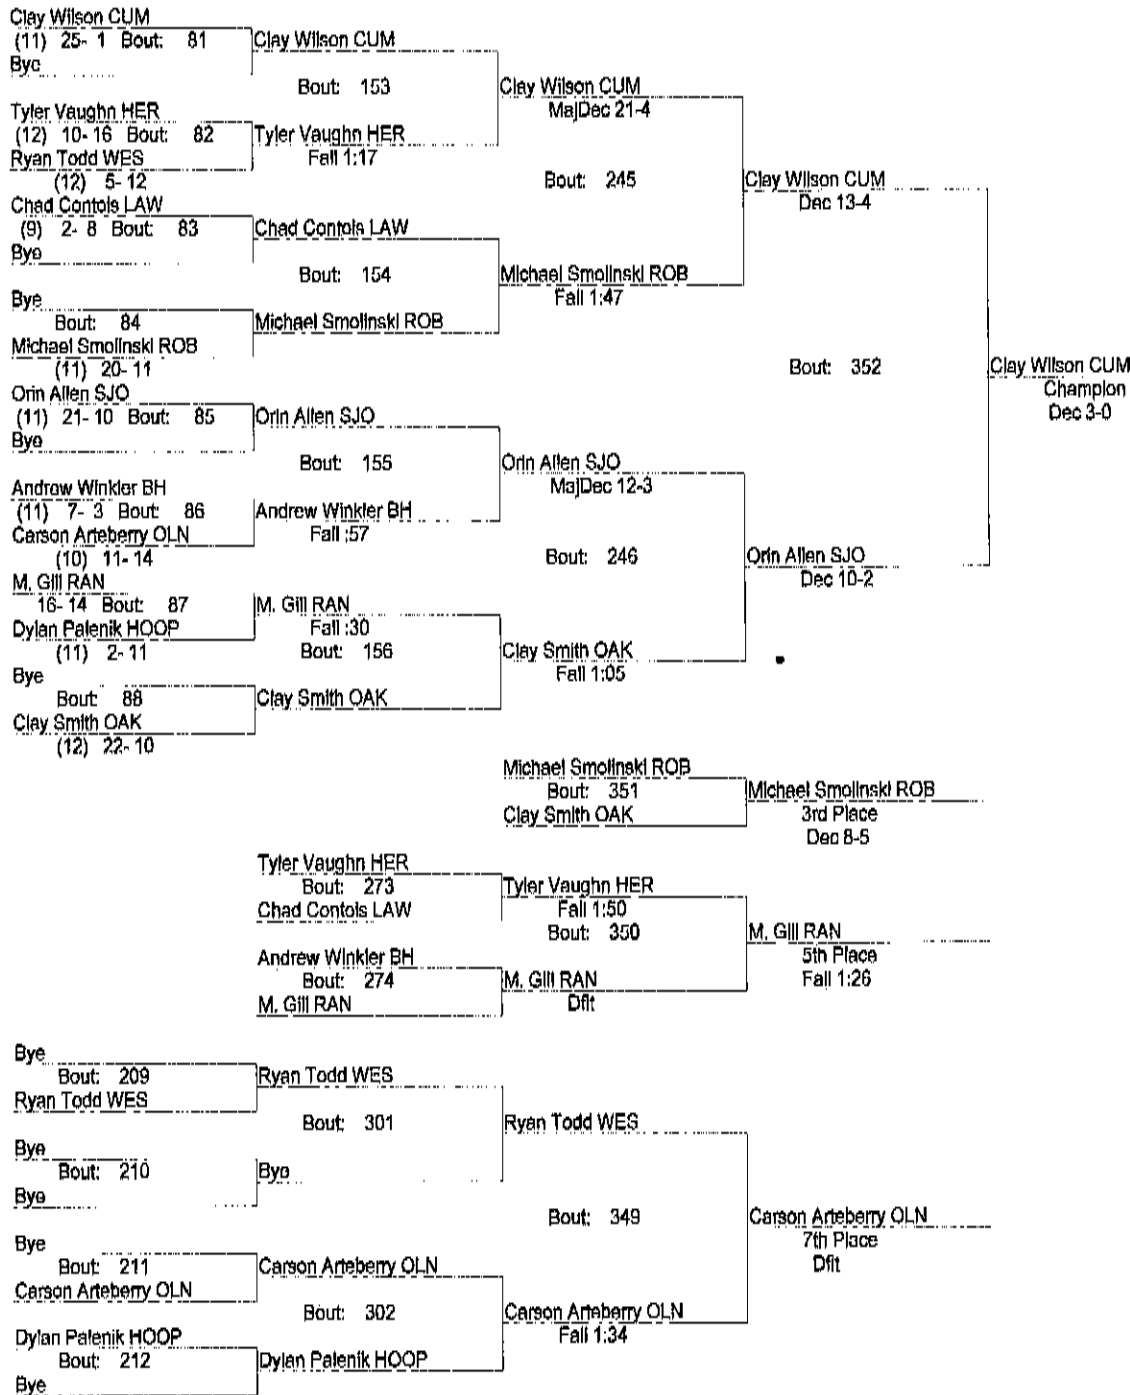 Clay Wilson CUM
(11) 25- 1 Bout: 81
Bye
Clay Wilson CUM
Bout: 153
Tyler Vaughn HER
(12) 10- 16 Bout: 82
Ryan Todd WES
(12) 5- 12
Tyler Vaughn HER
Fall 1:17
Clay Wilson CUM
MajDec 21-4
Chad Contois LAW
(9) 2- 8 Bout: 83
Bye
Chad Contois LAW
Bout: 154
Bye
Bout: 84
Michael Smolinski ROB
(11) 20- 11
Michael Smolinski ROB
Michael Smolinski ROB
Fall 1:47
Bout: 245
Clay Wilson CUM
Dec 13-4
Orin Allen SJO
(11) 21- 10 Bout: 85
Bye
Orin Allen SJO
Bout: 155
Andrew Winkler BH
(11) 7- 3 Bout: 86
Carson Arteberry OLN
(10) 11- 14
Andrew Winkler BH
Fall :57
Orin Allen SJO
MajDec 12-3
M. Gill RAN
16- 14 Bout: 87
Dylan Palenik HOOP
(11) 2- 11
M. Gill RAN
Fall :30
Bout: 156
Bye
Bout: 88
Clay Smith OAK
(12) 22- 10
Clay Smith OAK
Clay Smith OAK
Fall 1:05
Bout: 246
Orin Allen SJO
Dec 10-2
Bout: 352
Clay Wilson CUM
Champion
Dec 3-0
Michael Smolinski ROB
Bout: 351
Clay Smith OAK
Michael Smolinski ROB
3rd Place
Dec 8-5
Tyler Vaughn HER
Bout: 273
Chad Contois LAW
Tyler Vaughn HER
Fall 1:50
Bout: 350
Andrew Winkler BH
Bout: 274
M. Gill RAN
M. Gill RAN
Dflt
M. Gill RAN
5th Place
Fall 1:26
Bye
Bout: 209
Ryan Todd WES
Ryan Todd WES
Bout: 301
Bye
Bout: 210
Bye
Bye
Ryan Todd WES
Bout: 349
Bye
Bout: 211
Carson Arteberry OLN
Carson Arteberry OLN
Bout: 302
Dylan Palenik HOOP
Bout: 212
Bye
Dylan Palenik HOOP
Carson Arteberry OLN
Fall 1:34
Carson Arteberry OLN
7th Place
Dflt